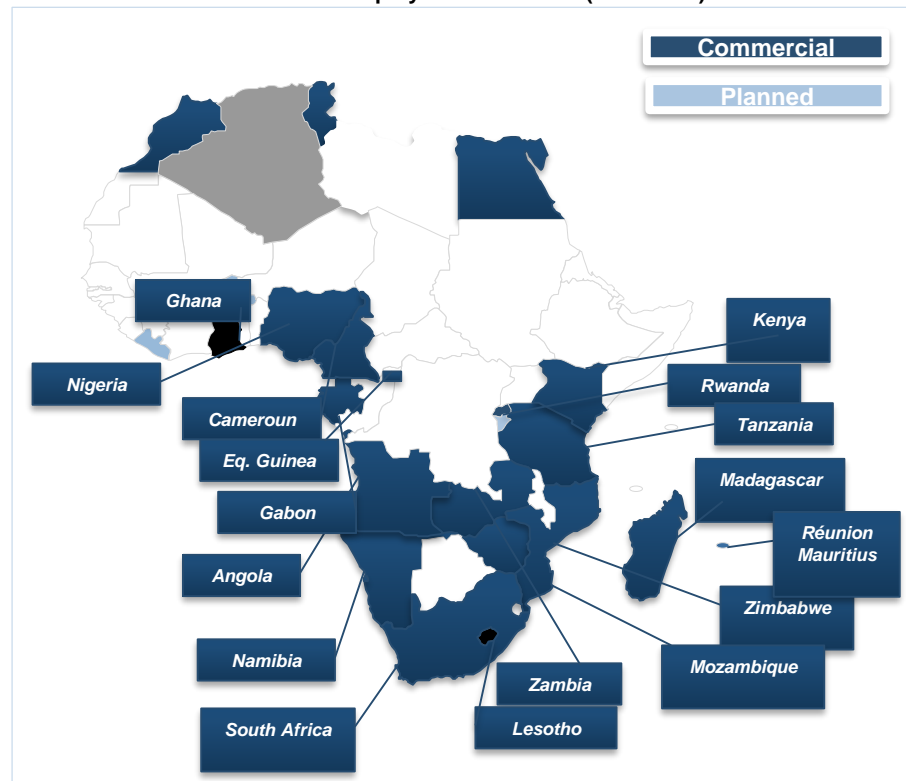 Commercial
Planned
Ghana
Kenya
Nigeria
Rwanda
Cameroun
Tanzania
Eq. Guinea
Madagascar
Gabon
Réunion
Mauritius
Angola
Zimbabwe
Namibia
Mozambique
Zambia
South Africa
Lesotho